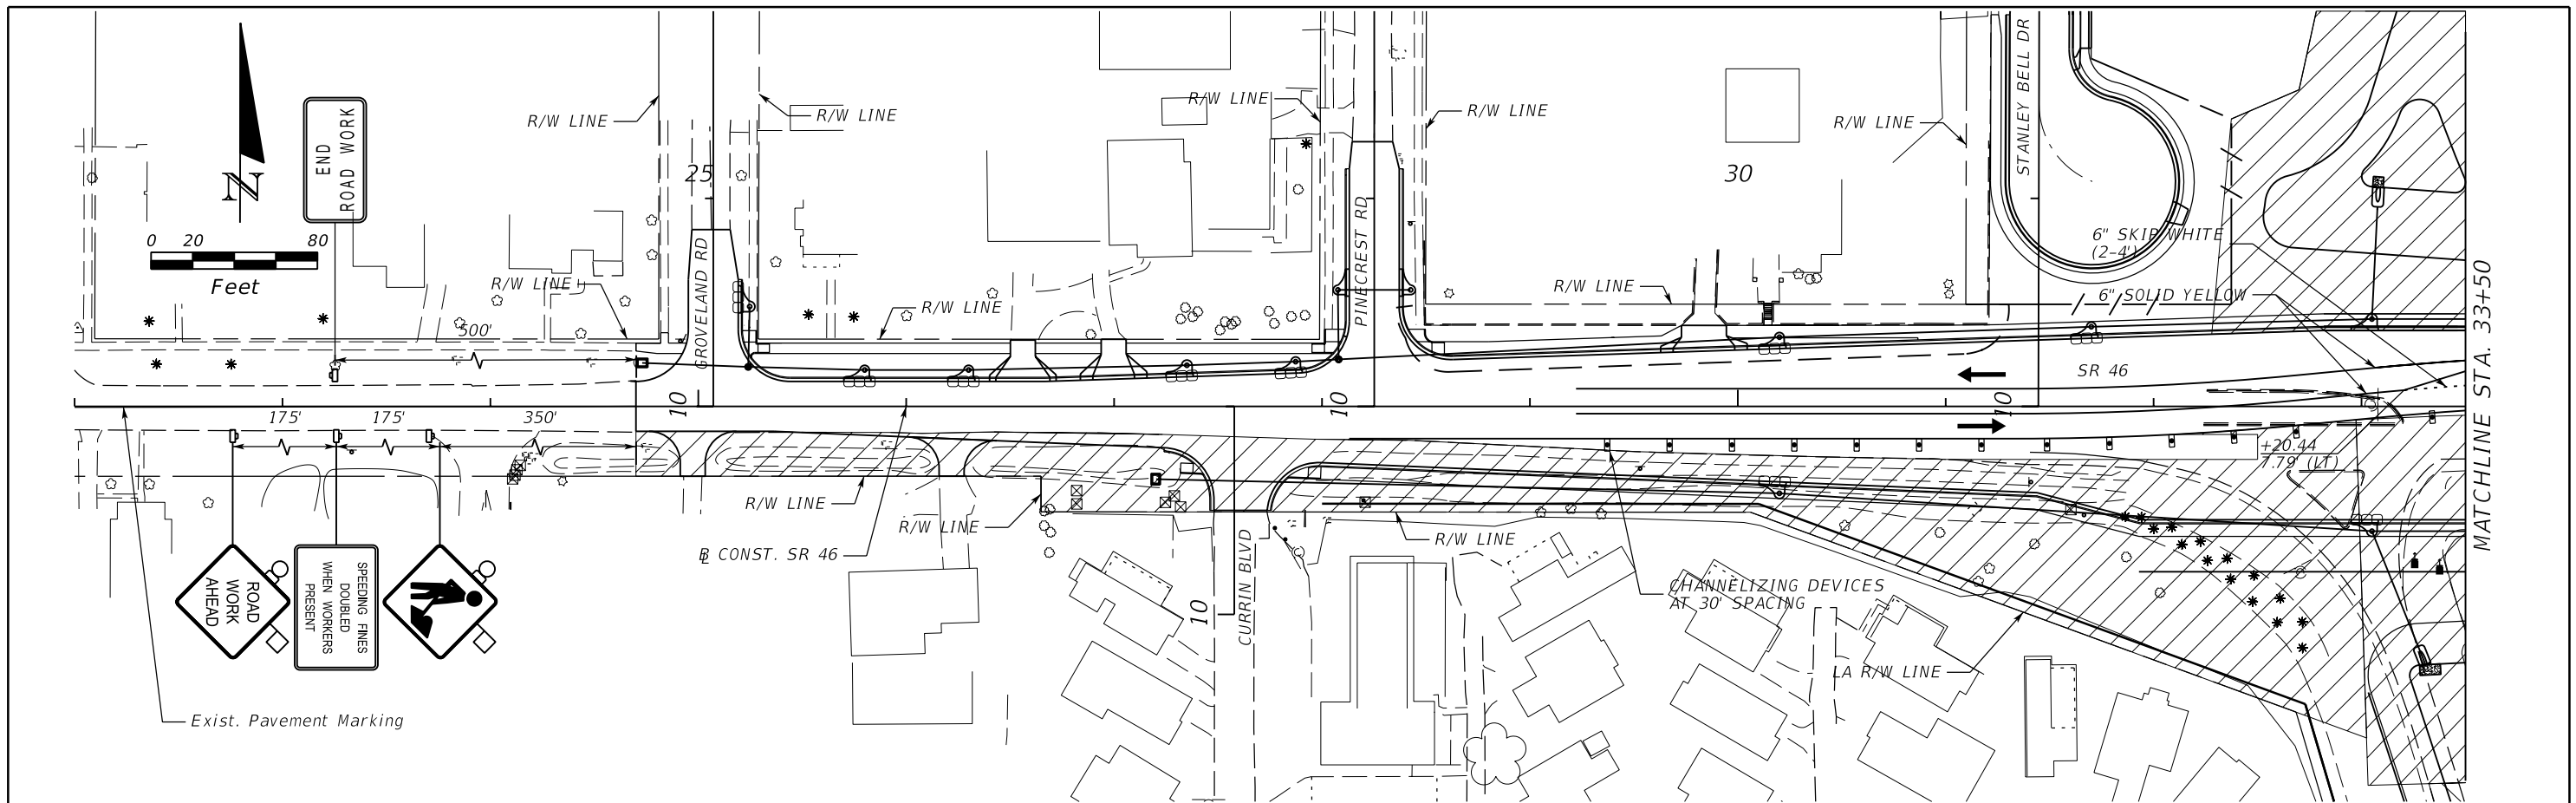 R/W LINE
R/W LINE
R/W LINE
R/W LINE
R/W LINE
STANLEY BELL DR
END
ROAD WORK
N
0 20 80
Feet
25
30
GROVELAND RD
PINECREST RD
R/W LINE
R/W LINE
R/W LINE
6" SKIP WHITE
(2-4')
6" SOLID YELLOW
500'
SR 46
MATCHLINE STA. 33+50
175'
175'
350'
10
10
10
+20.44
7.79' (LT)
R/W LINE
R/W LINE
R/W LINE
BL CONST. SR 46
CURRIN BLVD
10
CHANNELIZING DEVICES
AT 30' SPACING
LA R/W LINE
ROAD
WORK
AHEAD
SPEEDING FINES
DOUBLED
WHEN WORKERS
PRESENT
Exist. Pavement Marking